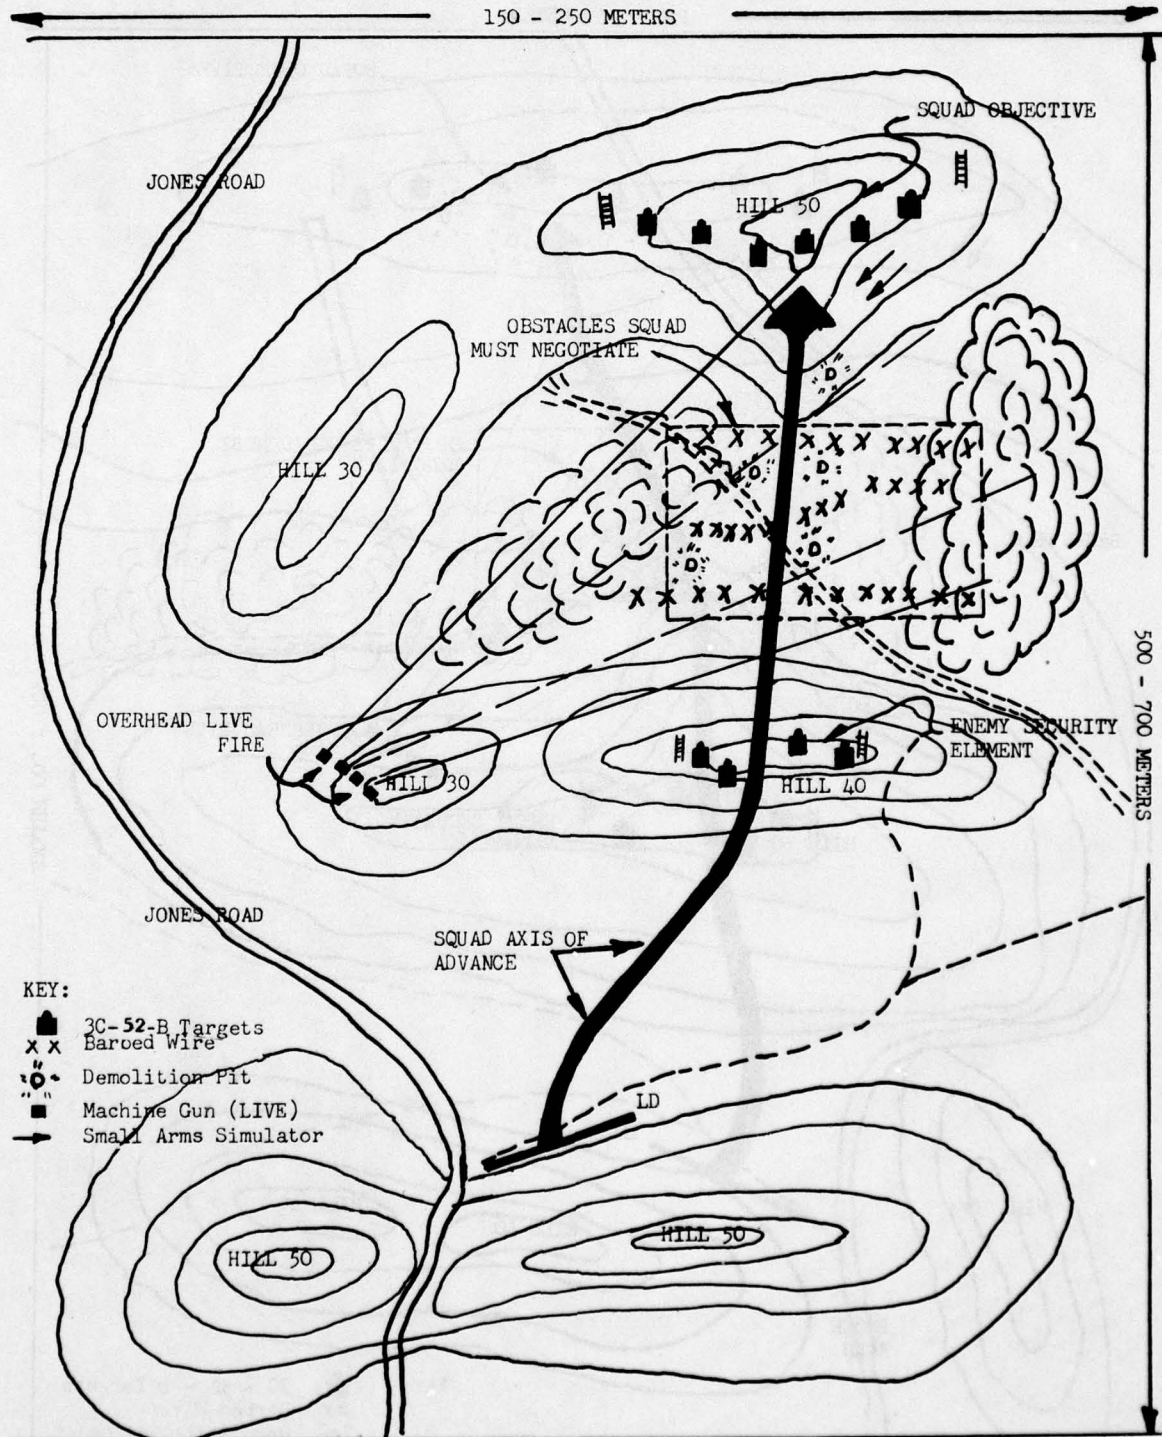 150 - 250 METERS
SQUAD OBJECTIVE
JONES ROAD
HILL 50
OBSTACLES SQUAD
MUST NEGOTIATE
D
X X X X X X X X X X
D D
HILL 30
X X X X
X X X
X X X X X
D
D
X X X X X X X X X X X X
500 - 700 METERS
OVERHEAD LIVE
FIRE
ENEMY SECURITY
ELEMENT
HILL 30
HILL 40
JONES ROAD
SQUAD AXIS OF
ADVANCE
KEY:
3C-52-B Targets
X X Barbed Wire
D Demolition Pit
Machine Gun (LIVE)
Small Arms Simulator
LD
HILL 50
HILL 50